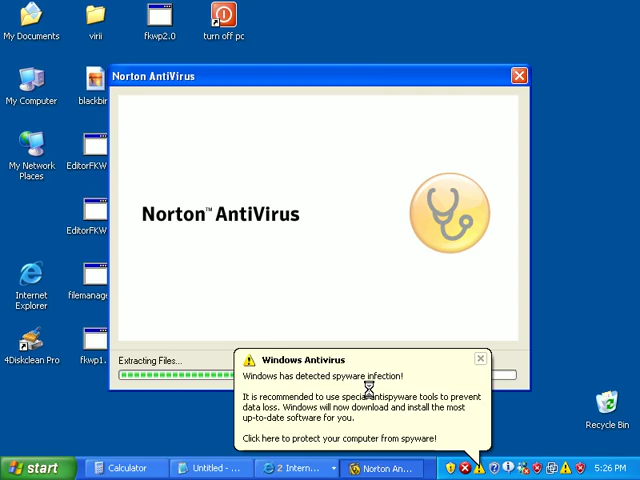 My Documents
virii
fkwp2.0
turn off pc
Norton AntiVirus
My Computer
blackbir
My Network
Places
EditorFKW
Norton™ AntiVirus
EditorFKW
Internet
Explorer
filemanage
4Diskclean Pro
fkwp1.
Extracting Files...
Windows Antivirus
Windows has detected spyware infection!
It is recommended to use special antispyware tools to prevent
data loss. Windows will now download and install the most
up-to-date software for you.
Click here to protect your computer from spyware!
Recycle Bin
start
Calculator
Untitled - ...
2 Intern...
Norton An...
5:26 PM